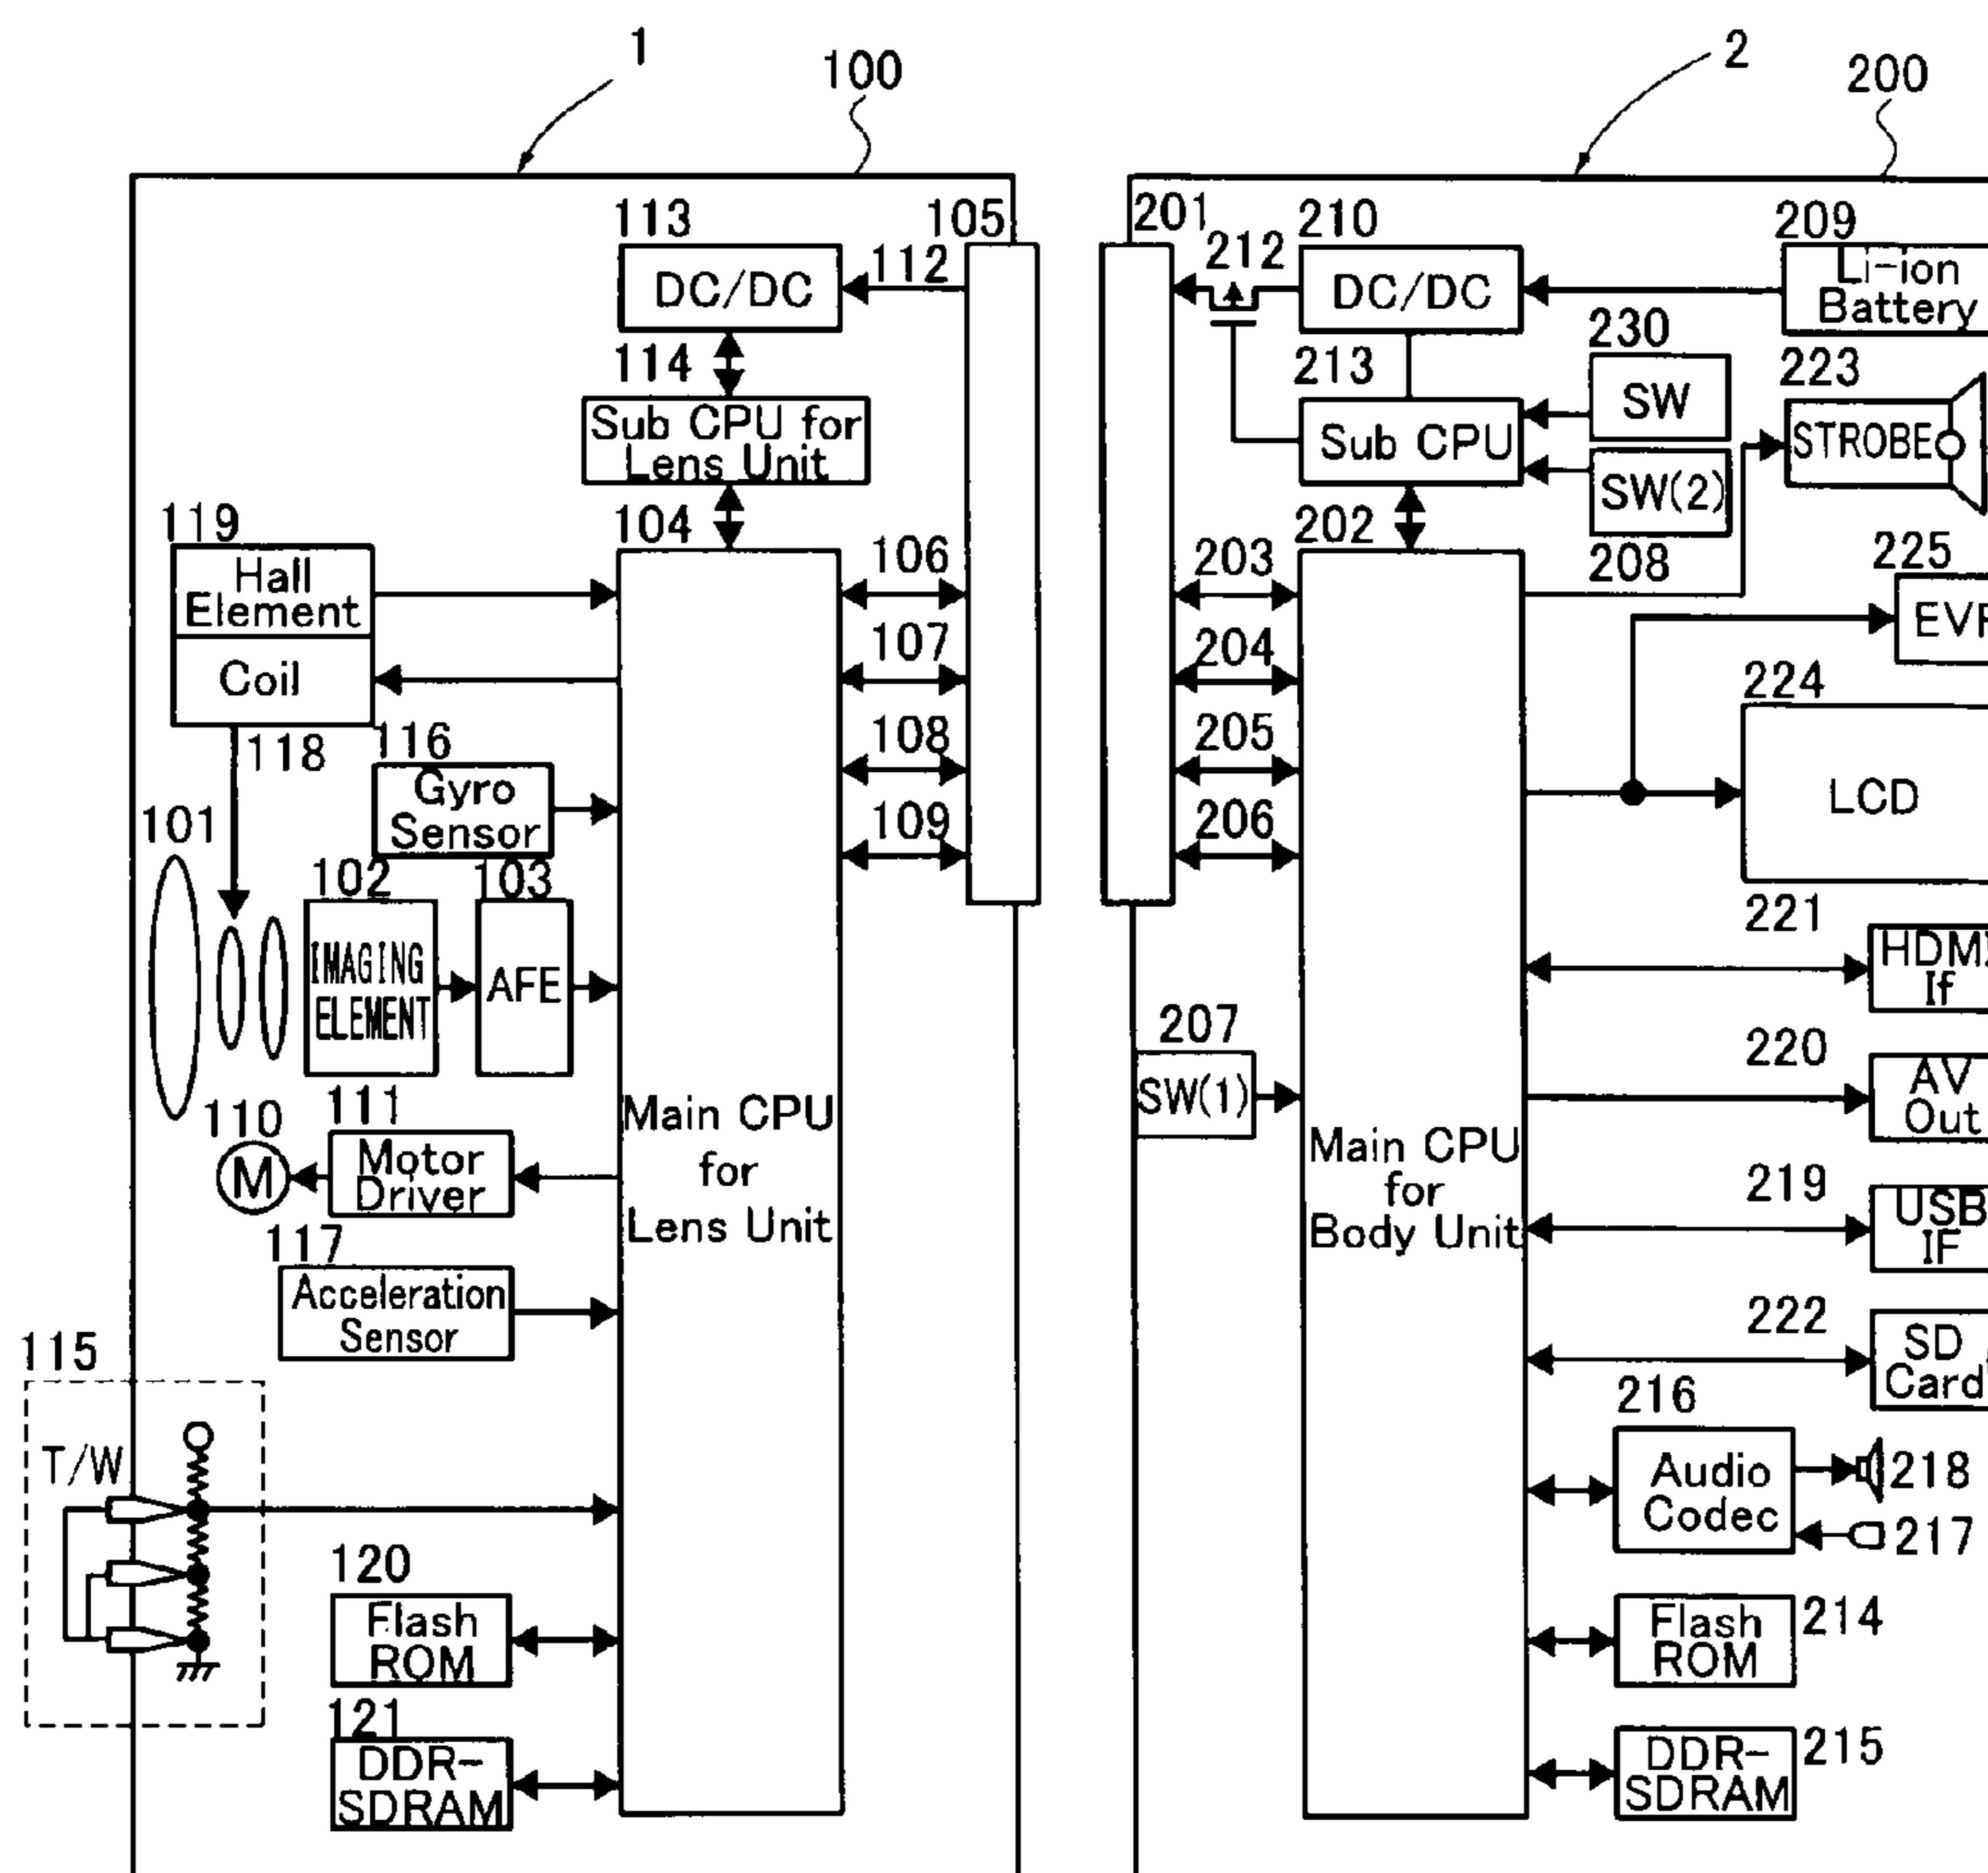 1
100
2
200
113
105
201
210
209
DC/DC
112
212
DC/DC
Li-ion
Battery
114
213
230
223
Sub CPU for
Lens Unit
Sub CPU
SW
STROBE
SW(2)
104
202
208
119
Hall
Element
Coil
118
106
107
108
109
203
204
205
206
225
224
LCD
116
Gyro
Sensor
101
102
103
IMAGING
ELEMENT
AFE
110
111
M
Motor
Driver
117
Acceleration
Sensor
Main CPU
for
Lens Unit
207
SW(1)
Main CPU
for
Body Unit
221
HDMI
If
220
AV
Out
219
USB
IF
222
SD
Card
115
T/W
216
Audio
Codec
218
217
120
Flash
ROM
Flash
ROM
214
121
DDR-
SDRAM
DDR-
SDRAM
215